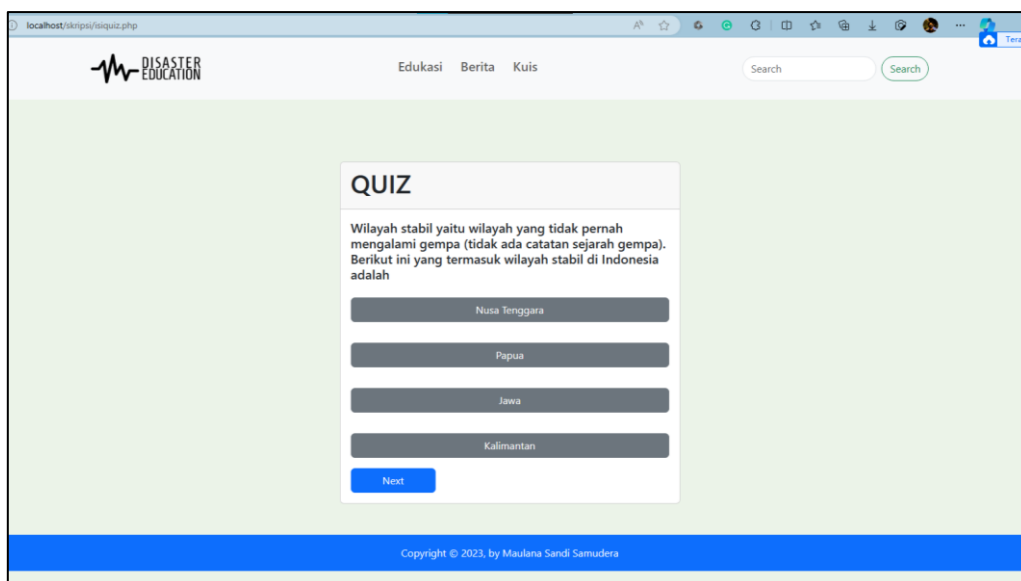 localhost/skripsi/isiquiz.php
Tera
DISASTER
EDUCATION
Edukasi Berita Kuis
Search
Search
QUIZ
Wilayah stabil yaitu wilayah yang tidak pernah
mengalami gempa (tidak ada catatan sejarah gempa).
Berikut ini yang termasuk wilayah stabil di Indonesia
adalah
Nusa Tenggara
Papua
Jawa
Kalimantan
Next
Copyright © 2023, by Maulana Sandi Samudera